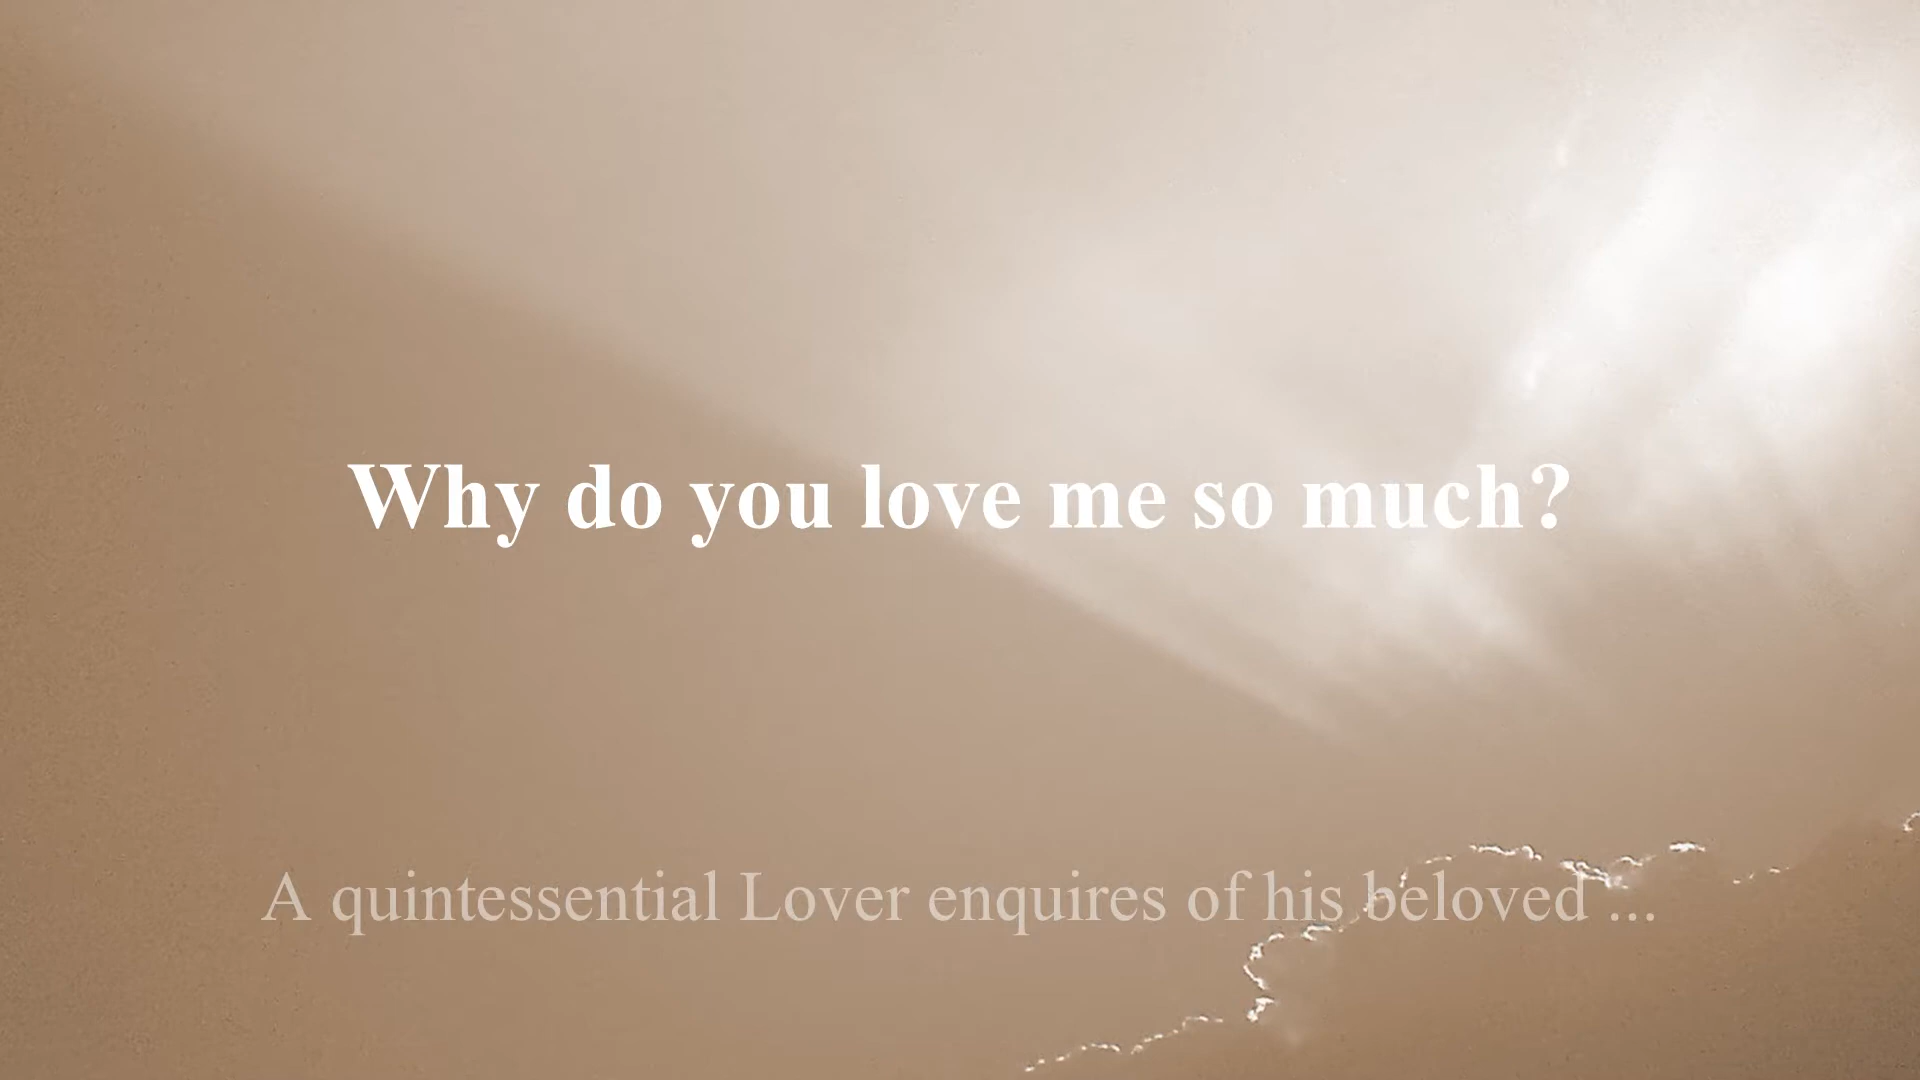 Why do you love me so much?
A quintessential Lover enquires of his beloved ...